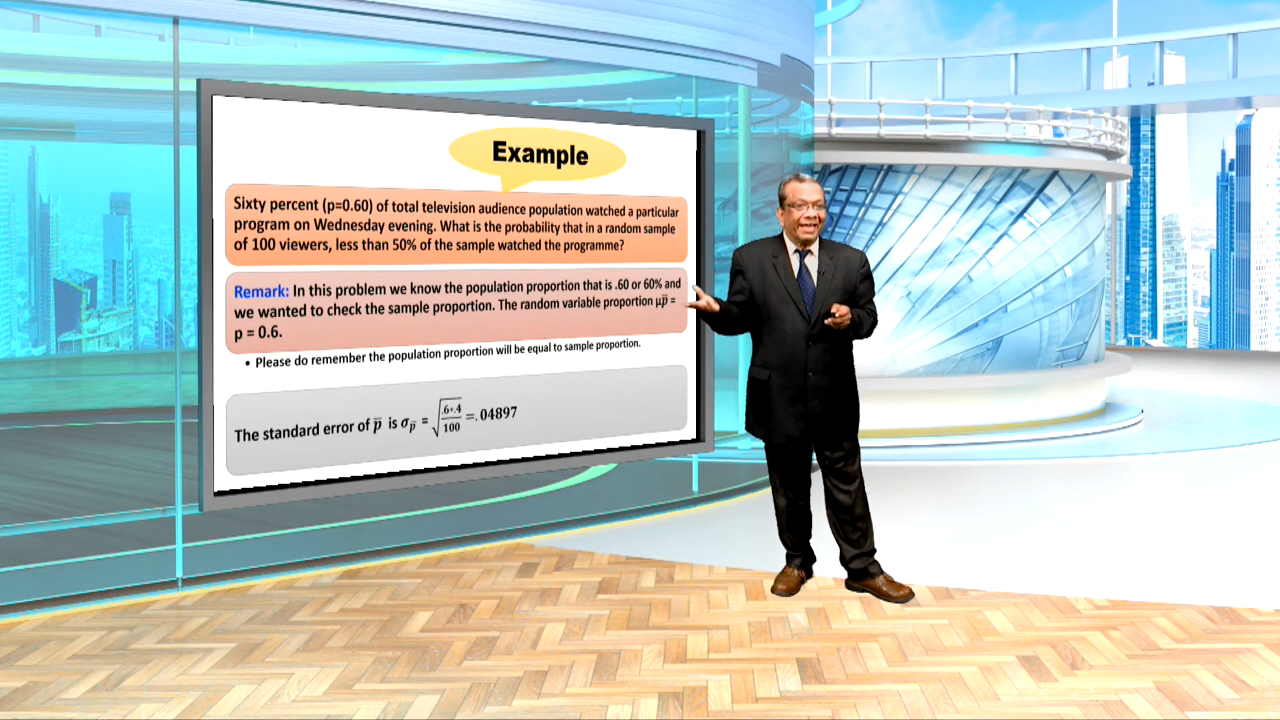 Example
Sixty percent (p=0.60) of total television audience population watched a particular
program on Wednesday evening. What is the probability that in a random sample
of 100 viewers, less than 50% of the sample watched the programme?
Remark: In this problem we know the population proportion that is .60 or 60% and
we wanted to check the sample proportion. The random variable proportion μp̅ =
p = 0.6.
• Please do remember the population proportion will be equal to sample proportion.
The standard error of p̅ is σp̅ = √(.6*.4/100) = .04897